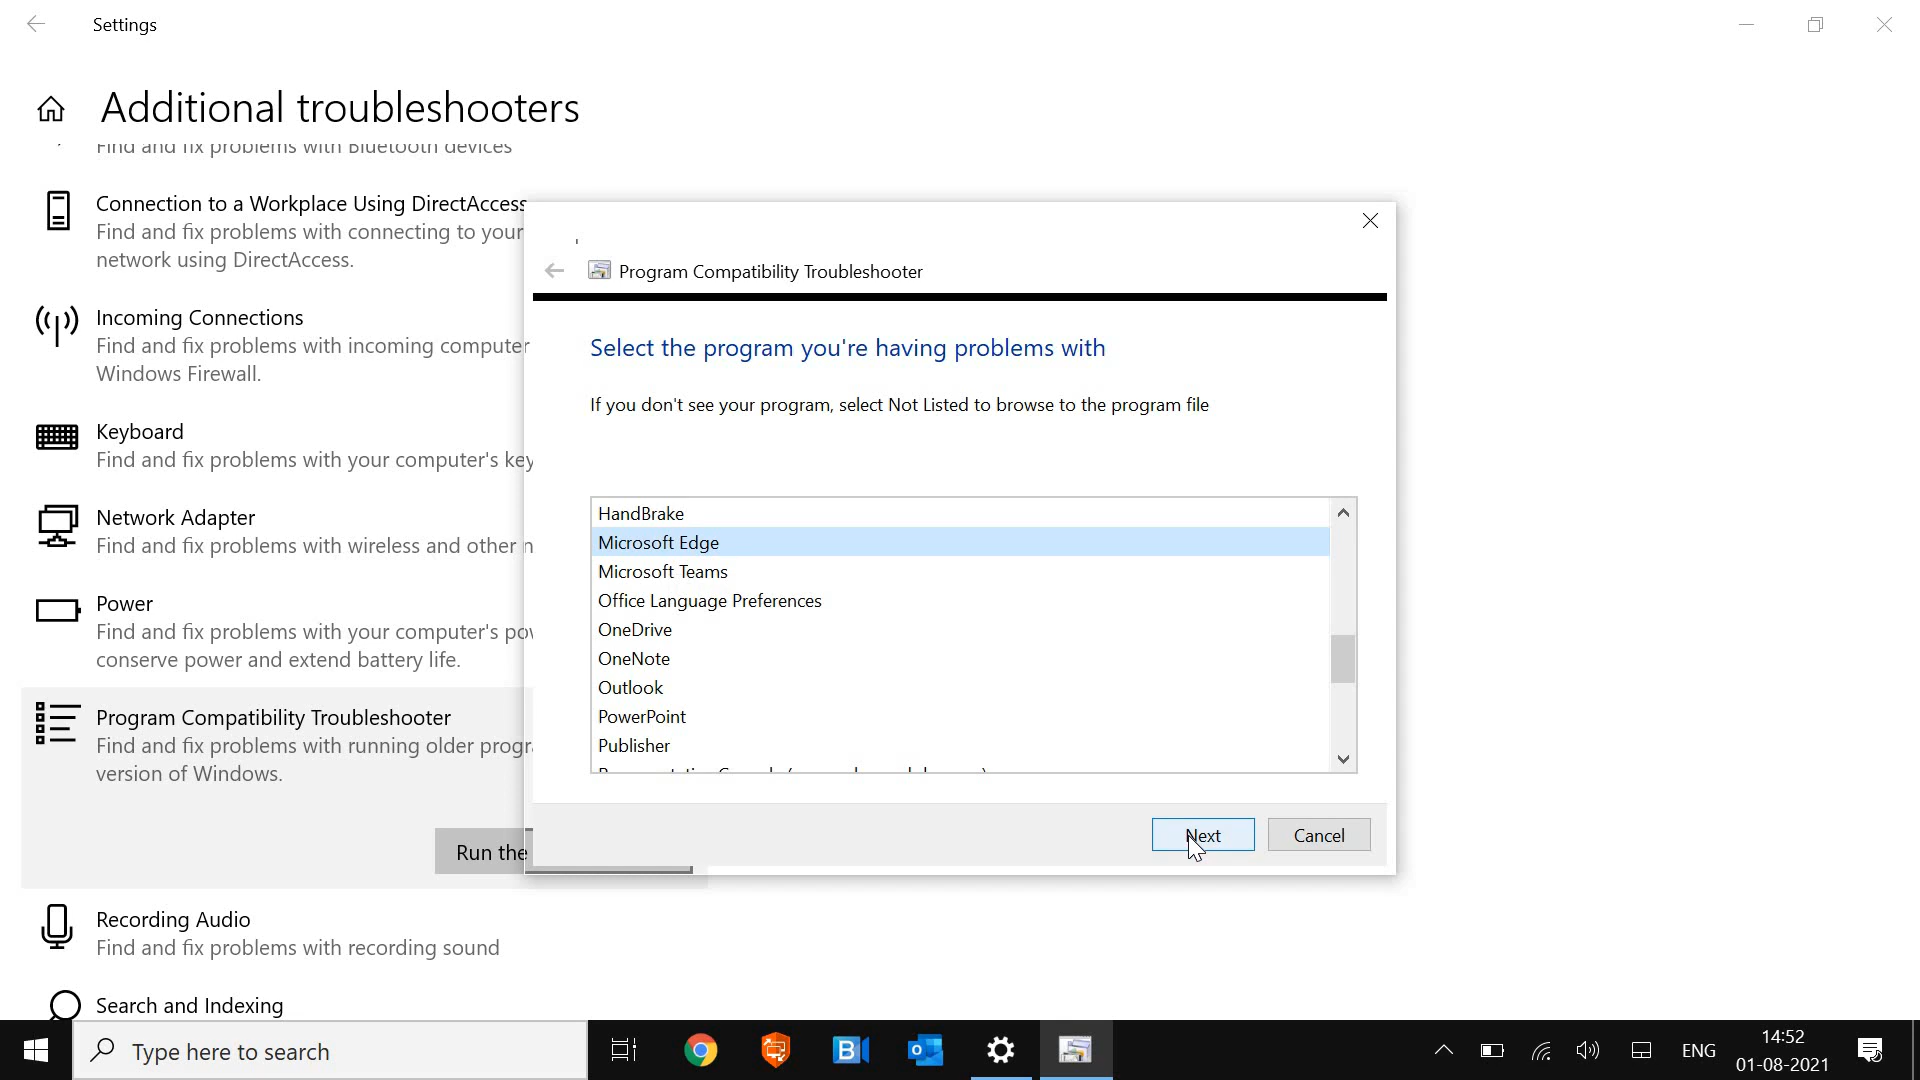 Settings
Additional troubleshooters
Find and fix problems with Bluetooth devices
Connection to a Workplace Using DirectAccess
Find and fix problems with connecting to your
network using DirectAccess.
Incoming Connections
Find and fix problems with incoming computer
Windows Firewall.
Keyboard
Find and fix problems with your computer's key
Network Adapter
Find and fix problems with wireless and other
Power
Find and fix problems with your computer's
conserve power and extend battery life.
Program Compatibility Troubleshooter
Find and fix problems with running older
version of Windows.
Run the
Recording Audio
Find and fix problems with recording sound
Search and Indexing
Program Compatibility Troubleshooter
Select the program you're having problems with
If you don't see your program, select Not Listed to browse to the program file
HandBrake
Microsoft Edge
Microsoft Teams
Office Language Preferences
OneDrive
OneNote
Outlook
PowerPoint
Publisher
Next
Cancel
Type here to search
ENG
14:52
01-08-2021